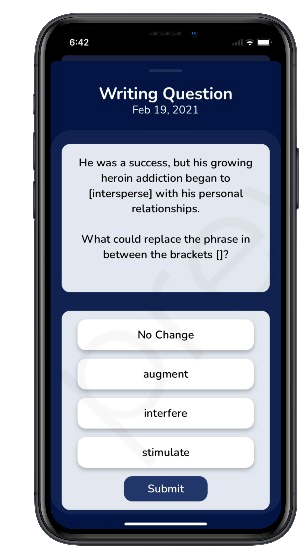 6:42
Writing Question
Feb 19, 2021
He was a success, but his growing
heroin addiction began to
[intersperse] with his personal
relationships.
What could replace the phrase in
between the brackets []?
No Change
augment
interfere
stimulate
Submit